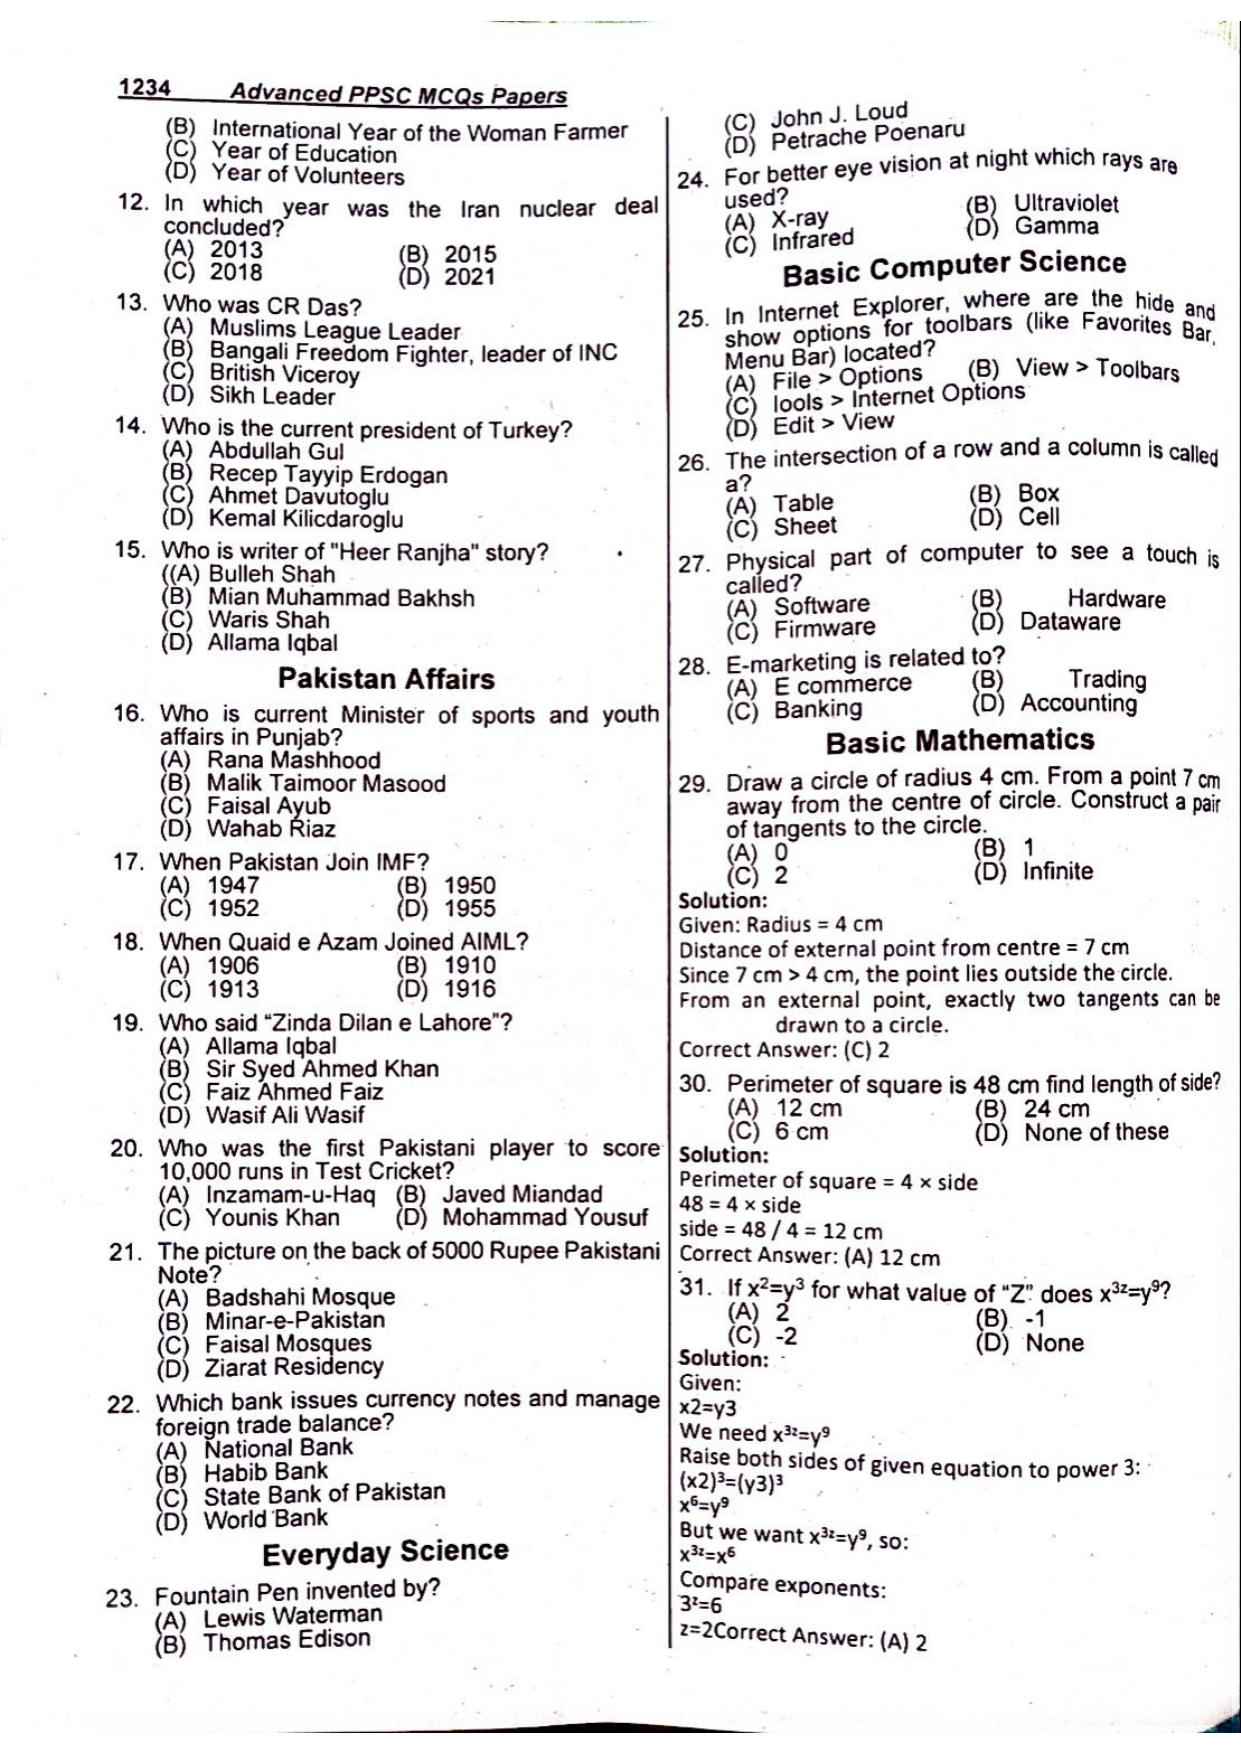 1234 Advanced PPSC MCQs Papers
(B) International Year of the Woman Farmer
(C) Year of Education
(D) Year of Volunteers
12. In which year was the Iran nuclear deal
concluded?
(A) 2013 (B) 2015
(C) 2018 (D) 2021
13. Who was CR Das?
(A) Muslims League Leader
(B) Bangali Freedom Fighter, leader of INC
(C) British Viceroy
(D) Sikh Leader
14. Who is the current president of Turkey?
(A) Abdullah Gul
(B) Recep Tayyip Erdogan
(C) Ahmet Davutoglu
(D) Kemal Kilicdaroglu
15. Who is writer of "Heer Ranjha" story?
((A) Bulleh Shah
(B) Mian Muhammad Bakhsh
(C) Waris Shah
(D) Allama Iqbal
Pakistan Affairs
16. Who is current Minister of sports and youth
affairs in Punjab?
(A) Rana Mashhood
(B) Malik Taimoor Masood
(C) Faisal Ayub
(D) Wahab Riaz
17. When Pakistan Join IMF?
(A) 1947 (B) 1950
(C) 1952 (D) 1955
18. When Quaid e Azam Joined AIML?
(A) 1906 (B) 1910
(C) 1913 (D) 1916
19. Who said “Zinda Dilan e Lahore”?
(A) Allama Iqbal
(B) Sir Syed Ahmed Khan
(C) Faiz Ahmed Faiz
(D) Wasif Ali Wasif
20. Who was the first Pakistani player to score
10,000 runs in Test Cricket?
(A) Inzamam-u-Haq (B) Javed Miandad
(C) Younis Khan (D) Mohammad Yousuf
21. The picture on the back of 5000 Rupee Pakistani
Note?
(A) Badshahi Mosque
(B) Minar-e-Pakistan
(C) Faisal Mosques
(D) Ziarat Residency
22. Which bank issues currency notes and manage
foreign trade balance?
(A) National Bank
(B) Habib Bank
(C) State Bank of Pakistan
(D) World Bank
Everyday Science
23. Fountain Pen invented by?
(A) Lewis Waterman
(B) Thomas Edison
(C) John J. Loud
(D) Petrache Poenaru
24. For better eye vision at night which rays are
used?
(A) X-ray (B) Ultraviolet
(C) Infrared (D) Gamma
Basic Computer Science
25. In Internet Explorer, where are the hide and
show options for toolbars (like Favorites Bar,
Menu Bar) located?
(A) File > Options (B) View > Toolbars
(C) Iools > Internet Options
(D) Edit > View
26. The intersection of a row and a column is called
a?
(A) Table (B) Box
(C) Sheet (D) Cell
27. Physical part of computer to see a touch is
called?
(A) Software (B) Hardware
(C) Firmware (D) Dataware
28. E-marketing is related to?
(A) E commerce (B) Trading
(C) Banking (D) Accounting
Basic Mathematics
29. Draw a circle of radius 4 cm. From a point 7 cm
away from the centre of circle. Construct a pair
of tangents to the circle.
(A) 0 (B) 1
(C) 2 (D) Infinite
Solution:
Given: Radius = 4 cm
Distance of external point from centre = 7 cm
Since 7 cm > 4 cm, the point lies outside the circle.
From an external point, exactly two tangents can be
drawn to a circle.
Correct Answer: (C) 2
30. Perimeter of square is 48 cm find length of side?
(A) 12 cm (B) 24 cm
(C) 6 cm (D) None of these
Solution:
Perimeter of square = 4 × side
48 = 4 × side
side = 48 / 4 = 12 cm
Correct Answer: (A) 12 cm
31. If x²=y³ for what value of “Z” does x³ᶻ=y⁹?
(A) 2 (B) -1
(C) -2 (D) None
Solution:
Given:
x2=y3
We need x³ᶻ=y⁹
Raise both sides of given equation to power 3:
(x2)³=(y3)³
x⁶=y⁹
But we want x³ᶻ=y⁹, so:
x³ᶻ=x⁶
Compare exponents:
3ᶻ=6
z=2Correct Answer: (A) 2